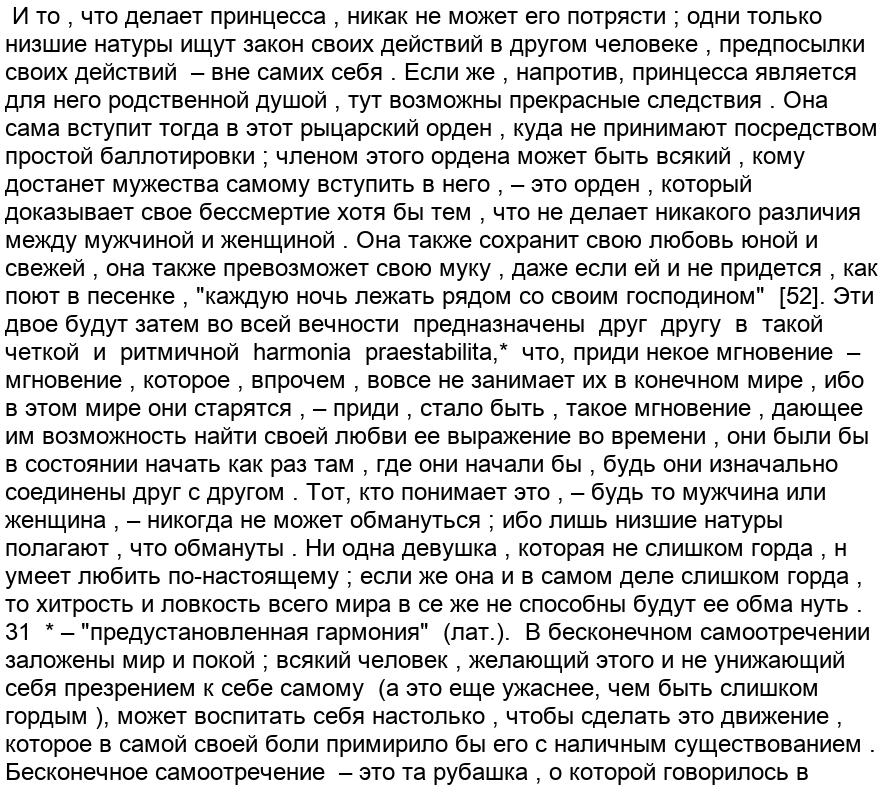 И то , что делает принцесса , никак не может его потрясти ; одни только
низшие натуры ищут закон своих действий в другом человеке , предпосылки
своих действий  – вне самих себя . Если же , напротив, принцесса является
для него родственной душой , тут возможны прекрасные следствия . Она
сама вступит тогда в этот рыцарский орден , куда не принимают посредством
простой баллотировки ; членом этого ордена может быть всякий , кому
достанет мужества самому вступить в него , – это орден , который
доказывает свое бессмертие хотя бы тем , что не делает никакого различия
между мужчиной и женщиной . Она также сохранит свою любовь юной и
свежей , она также превозможет свою муку , даже если ей и не придется , как
поют в песенке , "каждую ночь лежать рядом со своим господином"  [52]. Эти
двое будут затем во всей вечности  предназначены  друг  другу  в  такой
четкой  и  ритмичной  harmonia  praestabilita,*  что, приди некое мгновение  –
мгновение , которое , впрочем , вовсе не занимает их в конечном мире , ибо
в этом мире они старятся , – приди , стало быть , такое мгновение , дающее
им возможность найти своей любви ее выражение во времени , они были бы
в состоянии начать как раз там , где они начали бы , будь они изначально
соединены друг с другом . Тот, кто понимает это , – будь то мужчина или
женщина , – никогда не может обмануться ; ибо лишь низшие натуры
полагают , что обмануты . Ни одна девушка , которая не слишком горда , н
умеет любить по-настоящему ; если же она и в самом деле слишком горда ,
то хитрость и ловкость всего мира в се же не способны будут ее обма нуть .
31  * – "предустановленная гармония"  (лат.).  В бесконечном самоотречении
заложены мир и покой ; всякий человек , желающий этого и не унижающий
себя презрением к себе самому  (а это еще ужаснее, чем быть слишком
гордым ), может воспитать себя настолько , чтобы сделать это движение ,
которое в самой своей боли примирило бы его с наличным существованием .
Бесконечное самоотречение  – это та рубашка , о которой говорилось в